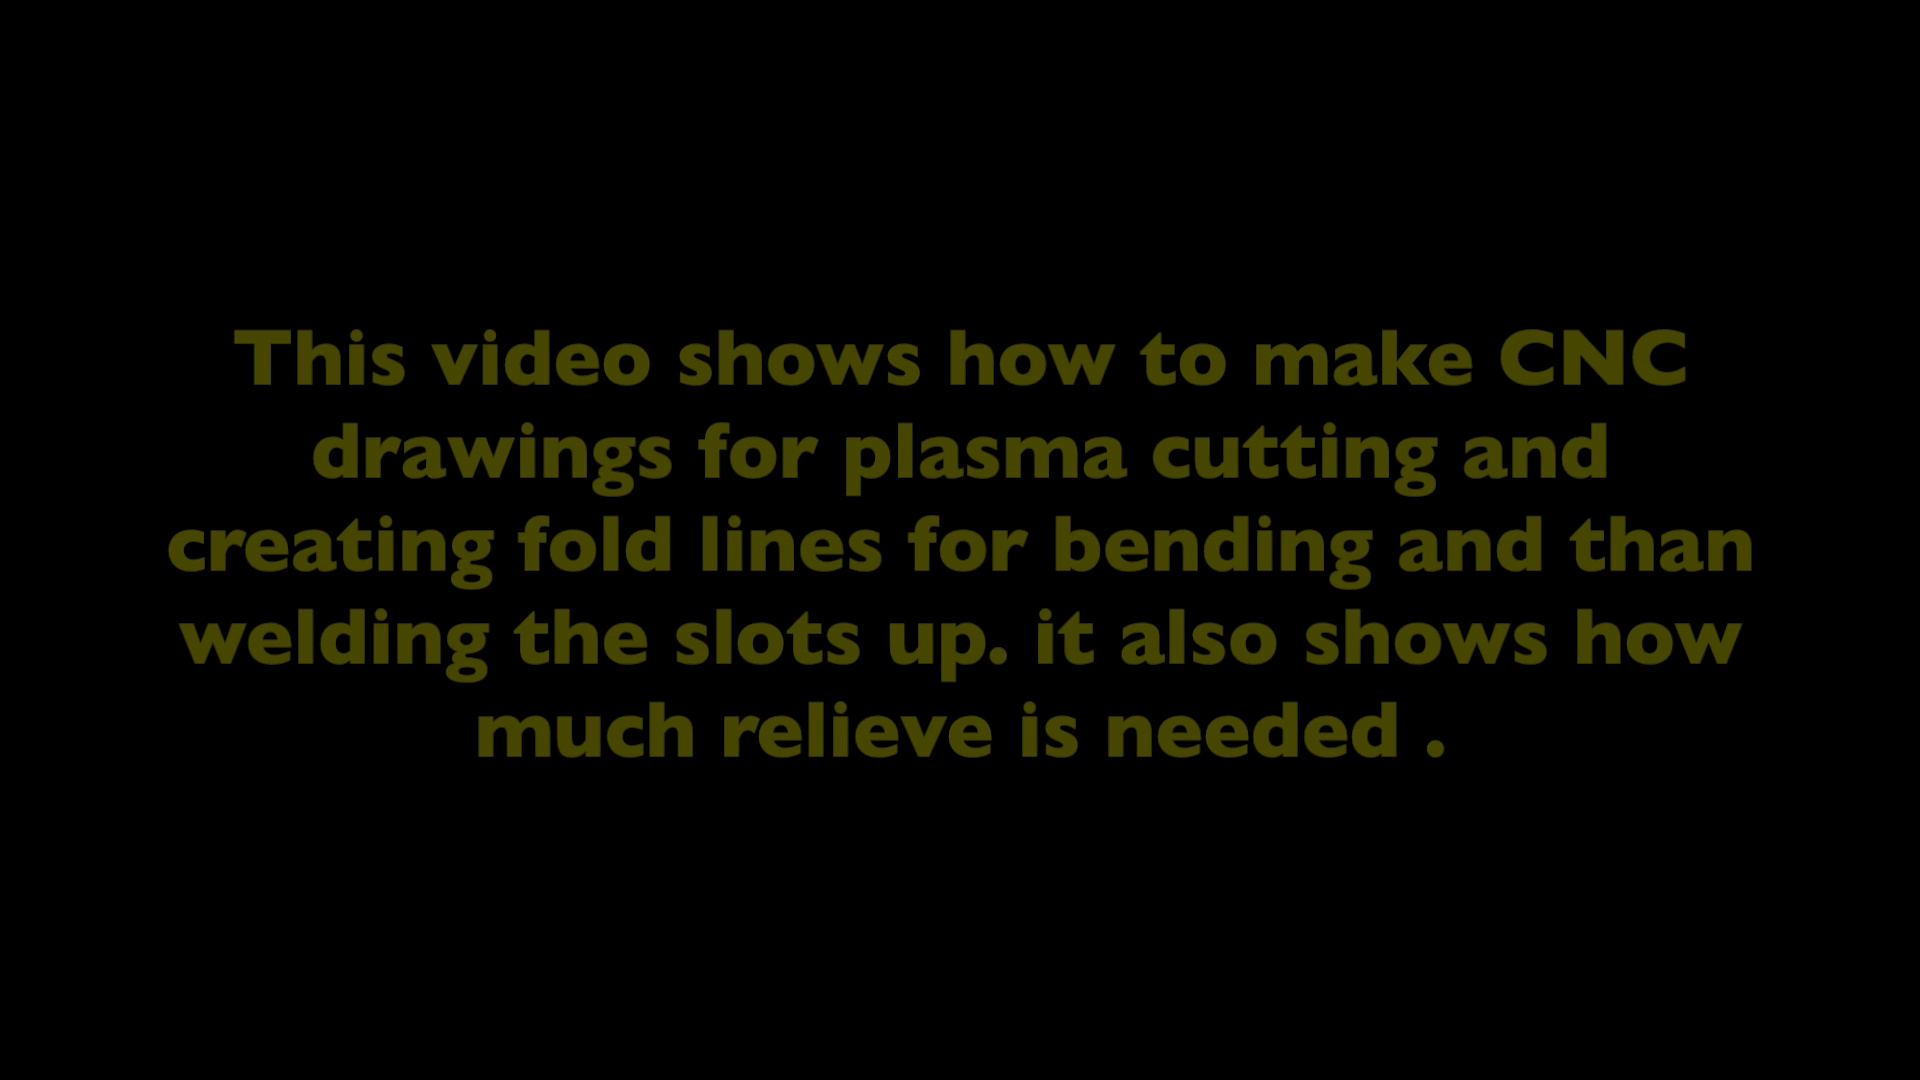 This video shows how to make CNC
drawings for plasma cutting and
creating fold lines for bending and than
welding the slots up. it also shows how
much relieve is needed .